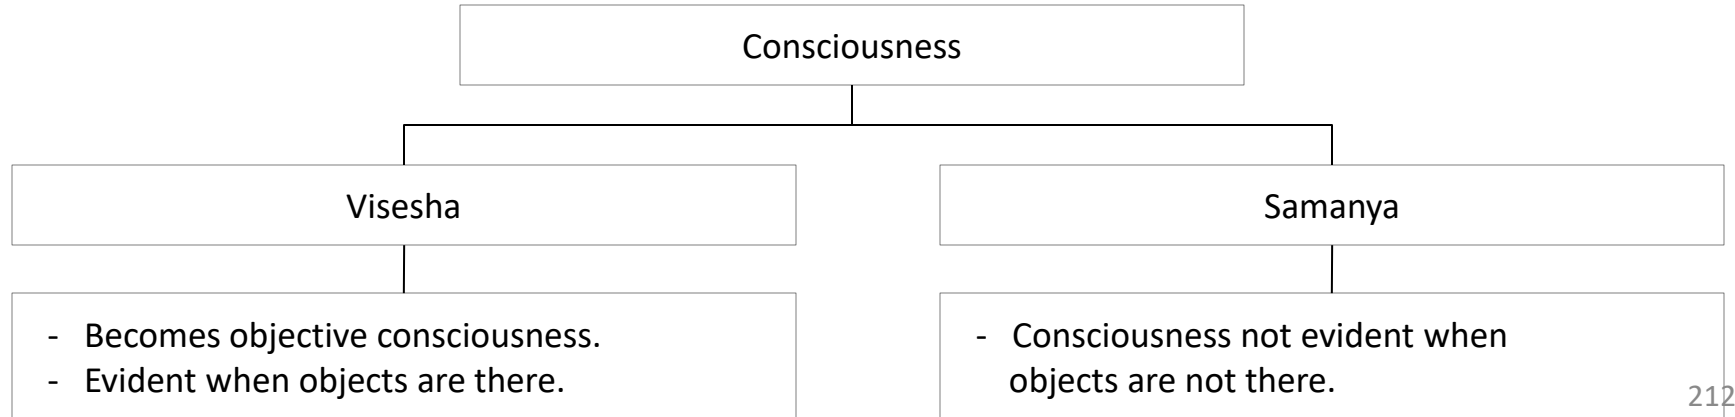 Consciousness
Visesha
Samanya
- Becomes objective consciousness.
- Evident when objects are there.
- Consciousness not evident when
objects are not there.
212